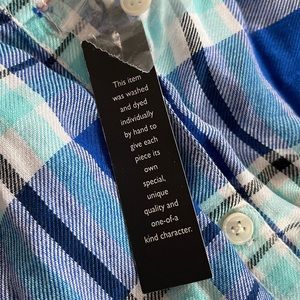 This item
was washed
and dyed
individually
by hand to
give each
piece its
own
special,
unique
quality and
one-of-a
kind character.